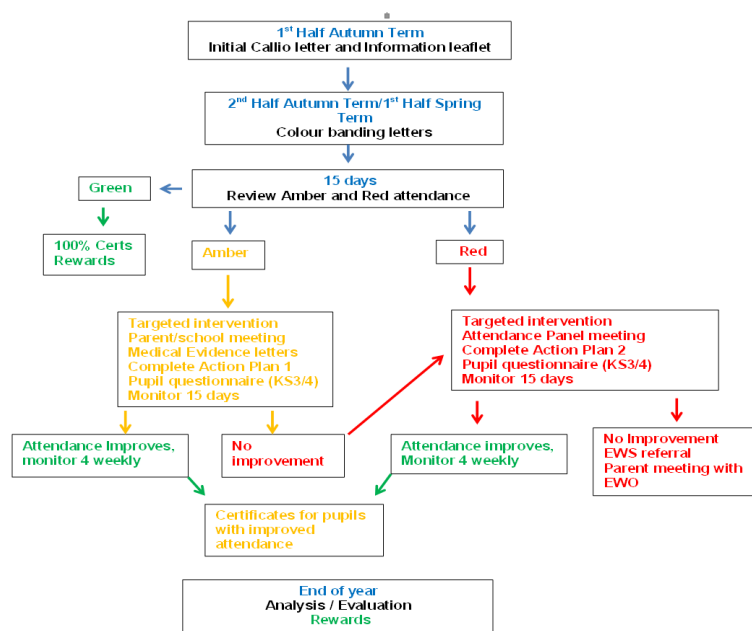 1st Half Autumn Term
Initial Callio letter and Information leaflet
2nd Half Autumn Term/1st Half Spring
Term
Colour banding letters
15 days
Review Amber and Red attendance
Green
100% Certs
Rewards
Amber
Red
Targeted intervention
Parent/school meeting
Medical Evidence letters
Complete Action Plan 1
Pupil questionnaire (KS3/4)
Monitor 15 days
Targeted intervention
Attendance Panel meeting
Complete Action Plan 2
Pupil questionnaire (KS3/4)
Monitor 15 days
Attendance Improves,
monitor 4 weekly
No
improvement
Attendance improves,
Monitor 4 weekly
No Improvement
EWS referral
Parent meeting with
EWO
Certificates for pupils
with improved
attendance
End of year
Analysis / Evaluation
Rewards